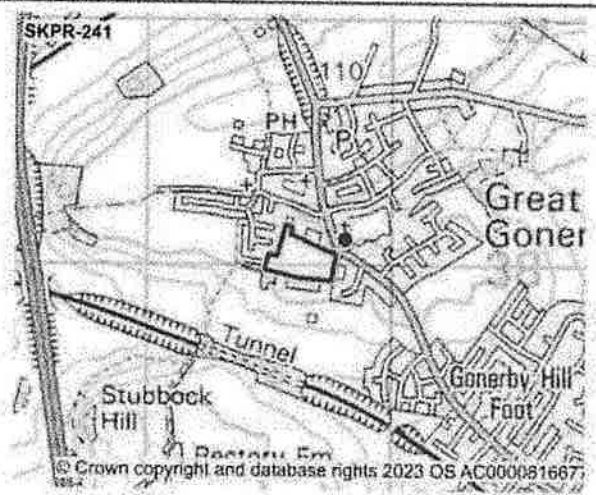 SKPR-241
110
PH
P
Great
Goner
Tunnel
Gonerby Hill
Foot
Stubbock
Hill
© Crown copyright and database rights 2023 OS AC0000816677